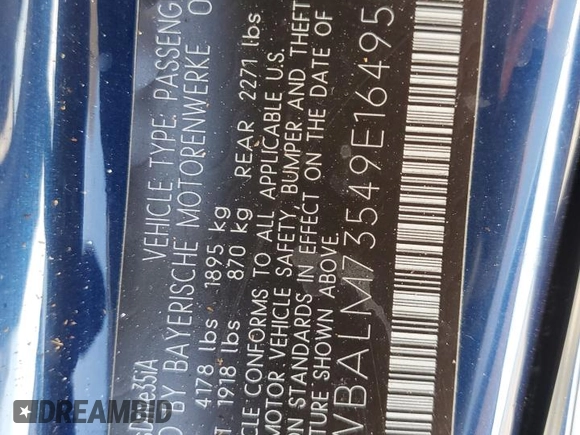 sDrive35iA
VEHICLE TYPE: PASSENG
BY BAYERISCHE MOTORENWERKE
4178 lbs 1895 kg
1918 lbs 870 kg REAR 2271 lbs
CONFORMS TO ALL APPLICABLE U.S.
MOTOR VEHICLE SAFETY, BUMPER AND THEFT
STANDARDS IN EFFECT ON THE DATE OF
SHOWN ABOVE.
WBALM73549E16495
DREAMBID